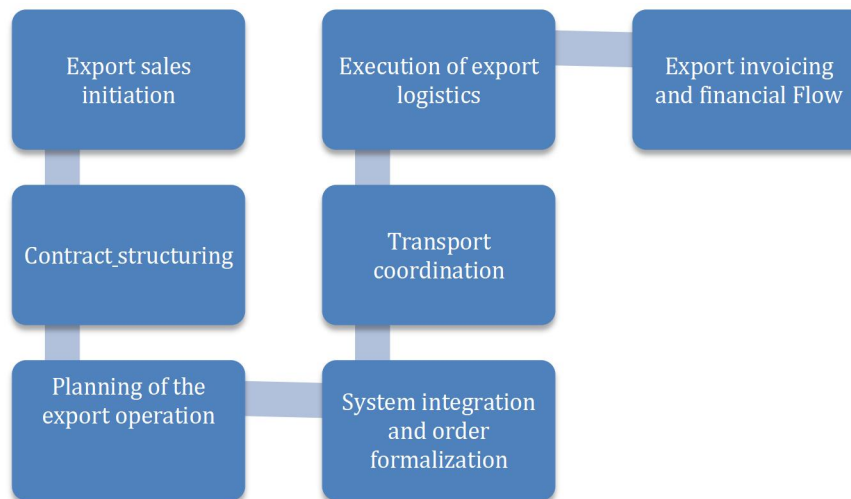 Export sales
initiation
Contract_structuring
Planning of the
export operation
System integration
and order
formalization
Transport
coordination
Execution of export
logistics
Export invoicing
and financial Flow